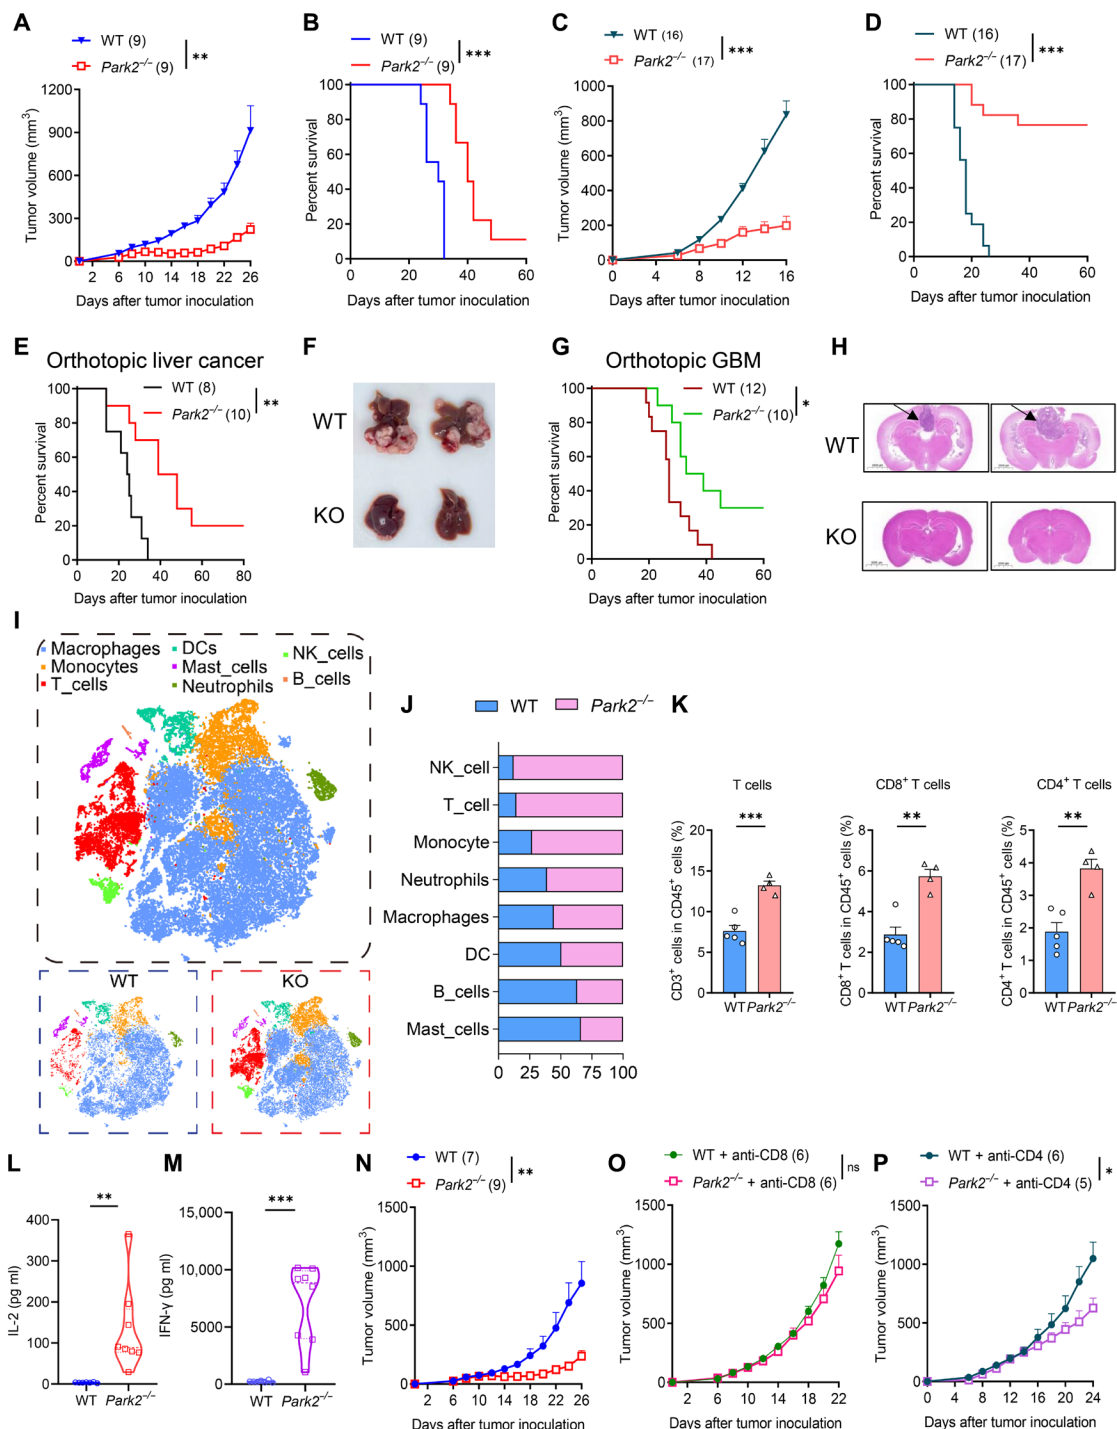 A
WT (9)
Park2⁻/⁻ (9)
**
Tumor volume (mm³)
1200
900
600
300
0
2 6 10 14 18 22 26
Days after tumor inoculation
B
WT (9)
Park2⁻/⁻ (9)
***
Percent survival
100
80
60
40
20
0
0 20 40 60
Days after tumor inoculation
C
WT (16)
Park2⁻/⁻ (17)
***
Tumor volume (mm³)
1000
800
600
400
200
0
0 4 8 12 16
Days after tumor inoculation
D
WT (16)
Park2⁻/⁻ (17)
***
Percent survival
100
80
60
40
20
0
0 20 40 60
Days after tumor inoculation
E
Orthotopic liver cancer
WT (8)
Park2⁻/⁻ (10)
**
Percent survival
100
80
60
40
20
0
0 20 40 60 80
Days after tumor inoculation
F
WT
KO
G
Orthotopic GBM
WT (12)
Park2⁻/⁻ (10)
*
Percent survival
100
80
60
40
20
0
0 20 40 60
Days after tumor inoculation
H
WT
KO
I
Macrophages
Monocytes
T_cells
DCs
Mast_cells
Neutrophils
NK_cells
B_cells
WT
KO
J
WT Park2⁻/⁻
NK_cell
T_cell
Monocyte
Neutrophils
Macrophages
DC
B_cells
Mast_cells
0 25 50 75 100
K
T cells
***
CD3⁺ cells in CD45⁺ cells (%)
20
15
10
5
0
WT Park2⁻/⁻
CD8⁺ T cells
**
CD8⁺ T cells in CD45⁺ cells (%)
8
6
4
2
0
WT Park2⁻/⁻
CD4⁺ T cells
**
CD4⁺ T cells in CD45⁺ cells (%)
5
4
3
2
1
0
WT Park2⁻/⁻
L
**
IL-2 (pg ml)
400
300
200
100
0
WT Park2⁻/⁻
M
***
IFN-γ (pg ml)
15,000
10,000
5000
0
WT Park2⁻/⁻
N
WT (7)
Park2⁻/⁻ (9)
**
Tumor volume (mm³)
1500
1000
500
0
2 6 10 14 18 22 26
Days after tumor inoculation
O
WT + anti-CD8 (6)
Park2⁻/⁻ + anti-CD8 (6)
ns
Tumor volume (mm³)
1500
1000
500
0
2 6 10 14 18 22
Days after tumor inoculation
P
WT + anti-CD4 (6)
Park2⁻/⁻ + anti-CD4 (5)
*
Tumor volume (mm³)
1500
1000
500
0
0 4 8 12 16 20 24
Days after tumor inoculation